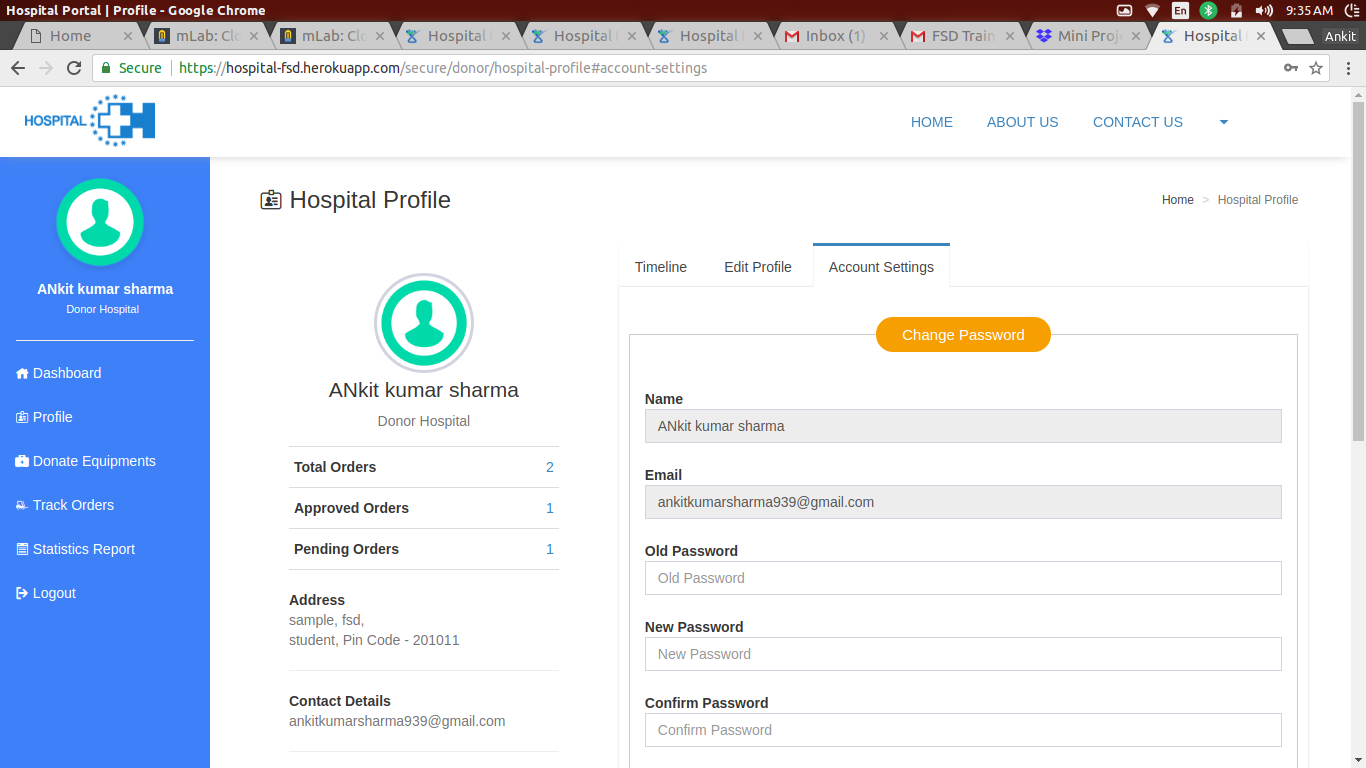 Hospital Portal | Profile - Google Chrome
En
9:35 AM
Home
mLab: Clo
mLab: Clo
Hospital
Hospital
Hospital
Inbox (1)
FSD Train
Mini Proj
Hospital
Ankit
Secure
https://hospital-fsd.herokuapp.com/secure/donor/hospital-profile#account-settings
HOSPITAL
HOME
ABOUT US
CONTACT US
ANkit kumar sharma
Donor Hospital
Dashboard
Profile
Donate Equipments
Track Orders
Statistics Report
Logout
Hospital Profile
Home > Hospital Profile
ANkit kumar sharma
Donor Hospital
Total Orders 2
Approved Orders 1
Pending Orders 1
Address
sample, fsd,
student, Pin Code - 201011
Contact Details
ankitkumarsharma939@gmail.com
Timeline
Edit Profile
Account Settings
Change Password
Name
ANkit kumar sharma
Email
ankitkumarsharma939@gmail.com
Old Password
Old Password
New Password
New Password
Confirm Password
Confirm Password